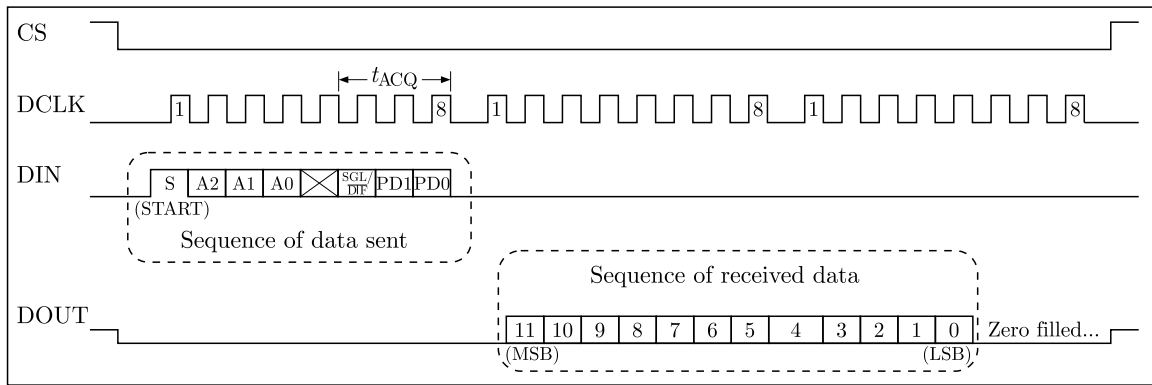 CS
tACQ
DCLK 1 8 1 8 1 8
DIN S A2 A1 A0 SGL/DIF PD1 PD0
(START)
Sequence of data sent
Sequence of received data
DOUT 11 10 9 8 7 6 5 4 3 2 1 0 Zero filled...
(MSB) (LSB)